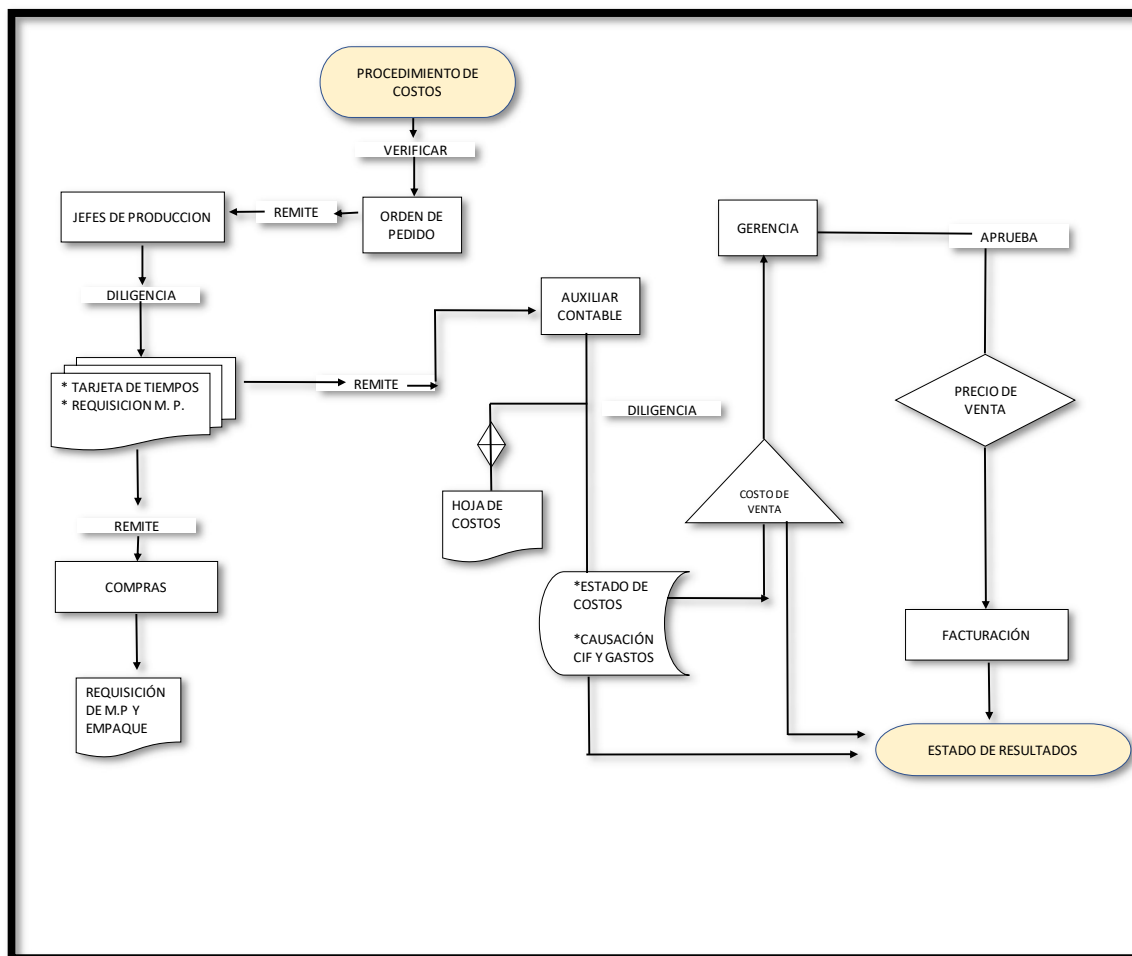 PROCEDIMIENTO DE
COSTOS
VERIFICAR
ORDEN DE
PEDIDO
REMITE
JEFES DE PRODUCCION
DILIGENCIA
* TARJETA DE TIEMPOS
* REQUISICION M. P.
REMITE
COMPRAS
REQUISICIÓN
DE M.P Y
EMPAQUE
REMITE
AUXILIAR
CONTABLE
DILIGENCIA
HOJA DE
COSTOS
*ESTADO DE
COSTOS
*CAUSACIÓN
CIF Y GASTOS
COSTO DE
VENTA
GERENCIA
APRUEBA
PRECIO DE
VENTA
FACTURACIÓN
ESTADO DE RESULTADOS